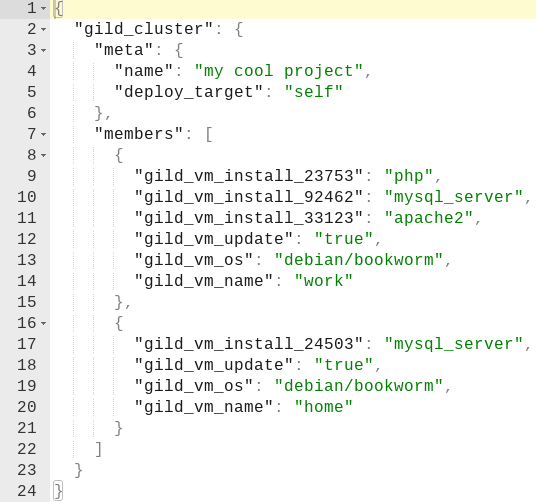 1 {
2 "gild_cluster": {
3 "meta": {
4 "name": "my cool project",
5 "deploy_target": "self"
6 },
7 "members": [
8 {
9 "gild_vm_install_23753": "php",
10 "gild_vm_install_92462": "mysql_server",
11 "gild_vm_install_33123": "apache2",
12 "gild_vm_update": "true",
13 "gild_vm_os": "debian/bookworm",
14 "gild_vm_name": "work"
15 },
16 {
17 "gild_vm_install_24503": "mysql_server",
18 "gild_vm_update": "true",
19 "gild_vm_os": "debian/bookworm",
20 "gild_vm_name": "home"
21 }
22 ]
23 }
24 }